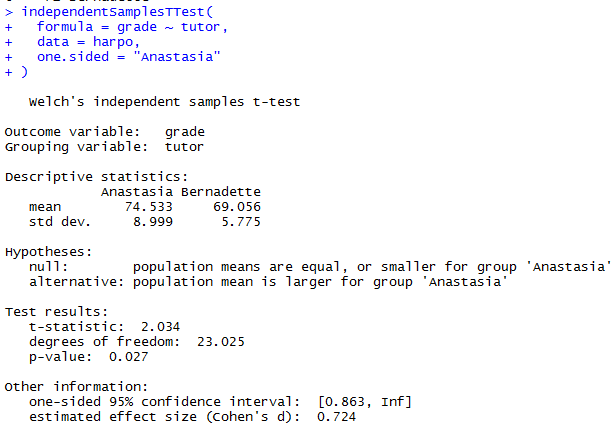 > independentSamplesTTest(
+   formula = grade ~ tutor,
+   data = harpo,
+   one.sided = "Anastasia"
+ )
   Welch's independent samples t-test
Outcome variable:   grade
Grouping variable:  tutor
Descriptive statistics:
            Anastasia Bernadette
   mean        74.533     69.056
   std dev.     8.999      5.775
Hypotheses:
   null:        population means are equal, or smaller for group 'Anastasia'
   alternative: population mean is larger for group 'Anastasia'
Test results:
   t-statistic:  2.034
   degrees of freedom:  23.025
   p-value:  0.027
Other information:
   one-sided 95% confidence interval:  [0.863, Inf]
   estimated effect size (Cohen's d):  0.724